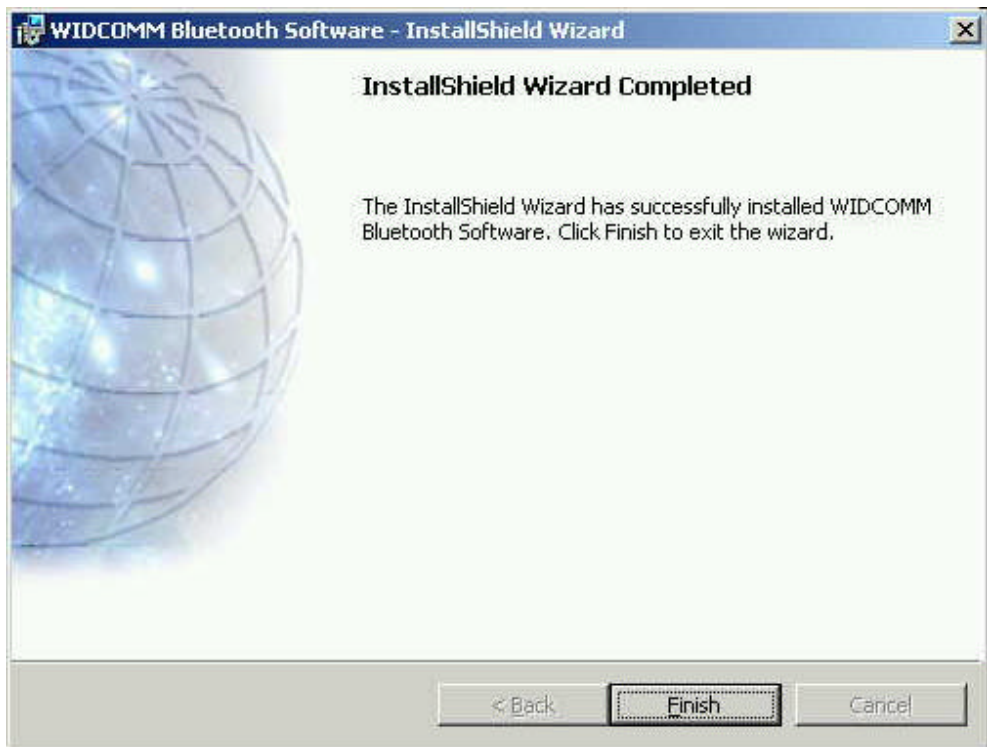 WIDCOMM Bluetooth Software - InstallShield Wizard
InstallShield Wizard Completed
The InstallShield Wizard has successfully installed WIDCOMM
Bluetooth Software. Click Finish to exit the wizard.
< Back
Finish
Cancel